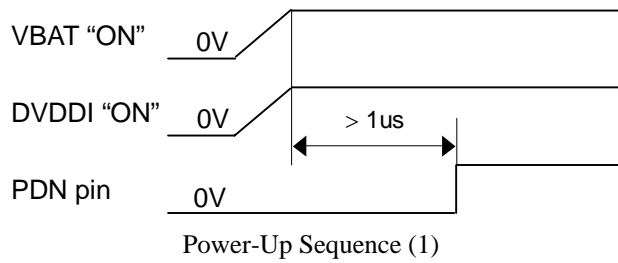 VBAT “ON” 0V
DVDDI “ON” 0V
> 1us
PDN pin 0V
Power-Up Sequence (1)